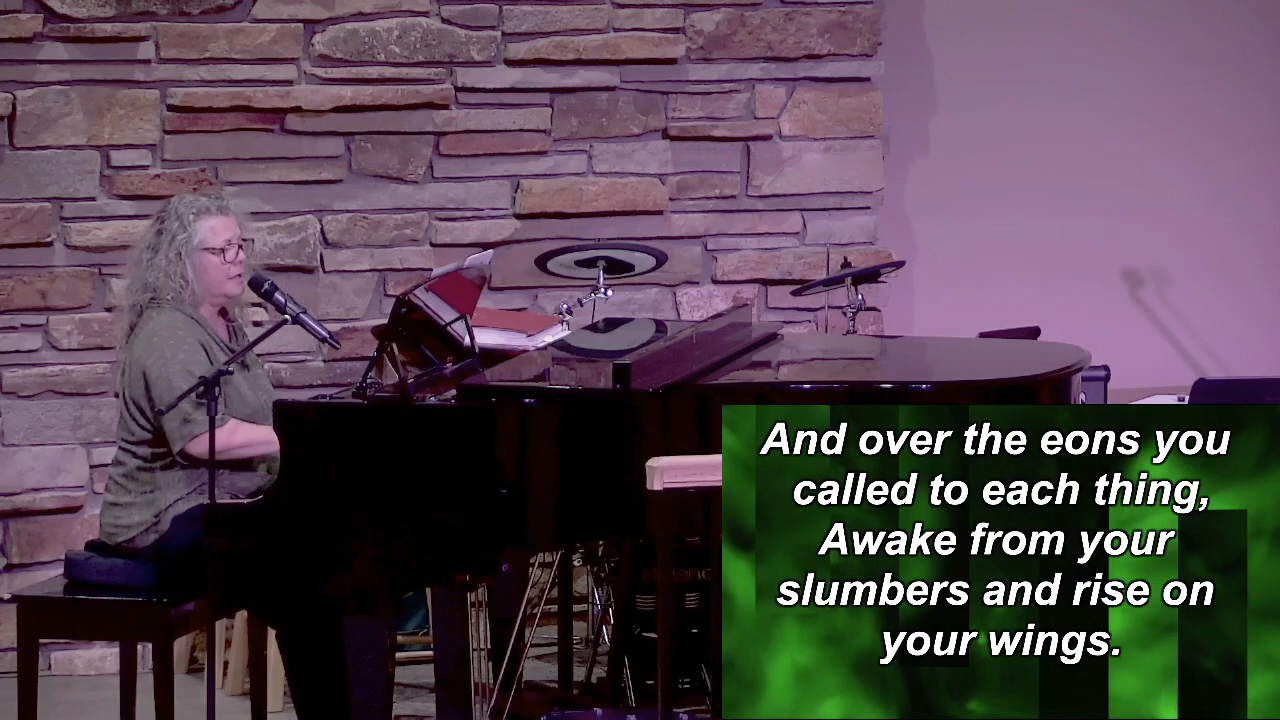 And over the eons you
called to each thing,
Awake from your
slumbers and rise on
your wings.